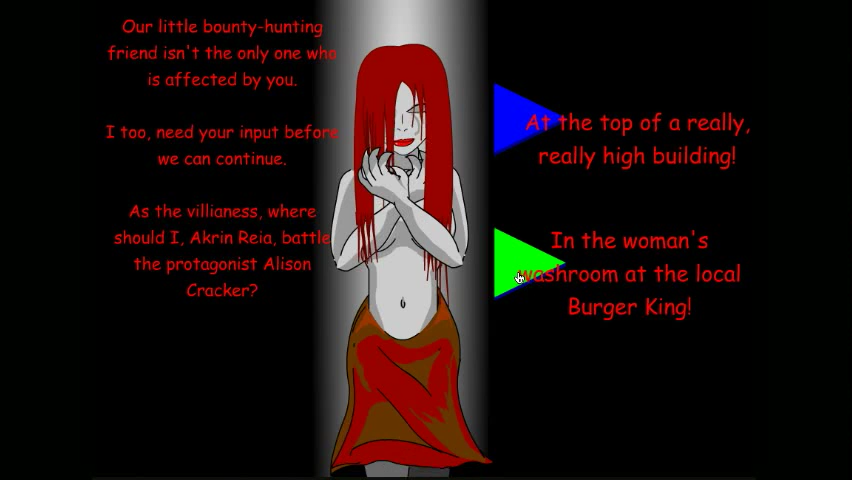 Our little bounty-hunting
friend isn't the only one who
is affected by you.
I too, need your input before
we can continue.
As the villianess, where
should I, Akrin Reia, battle
the protagonist Alison
Cracker?
At the top of a really,
really high building!
In the woman's
washroom at the local
Burger King!